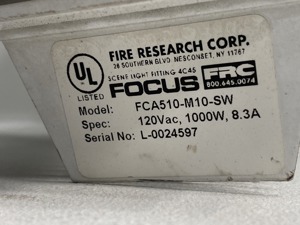 FIRE RESEARCH CORP.
26 SOUTHERN BLVD NESCONSET, NY 11767
SCENE LIGHT FITTING 4C45
UL
LISTED
FOCUS FRC
800.645.0074
Model: FCA510-M10-SW
Spec: 120Vac, 1000W, 8.3A
Serial No: L-0024597